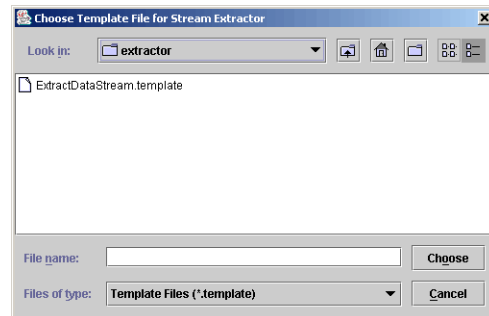 Choose Template File for Stream Extractor
Look in: extractor
ExtractDataStream.template
File name: Choose
Files of type: Template Files (*.template) Cancel